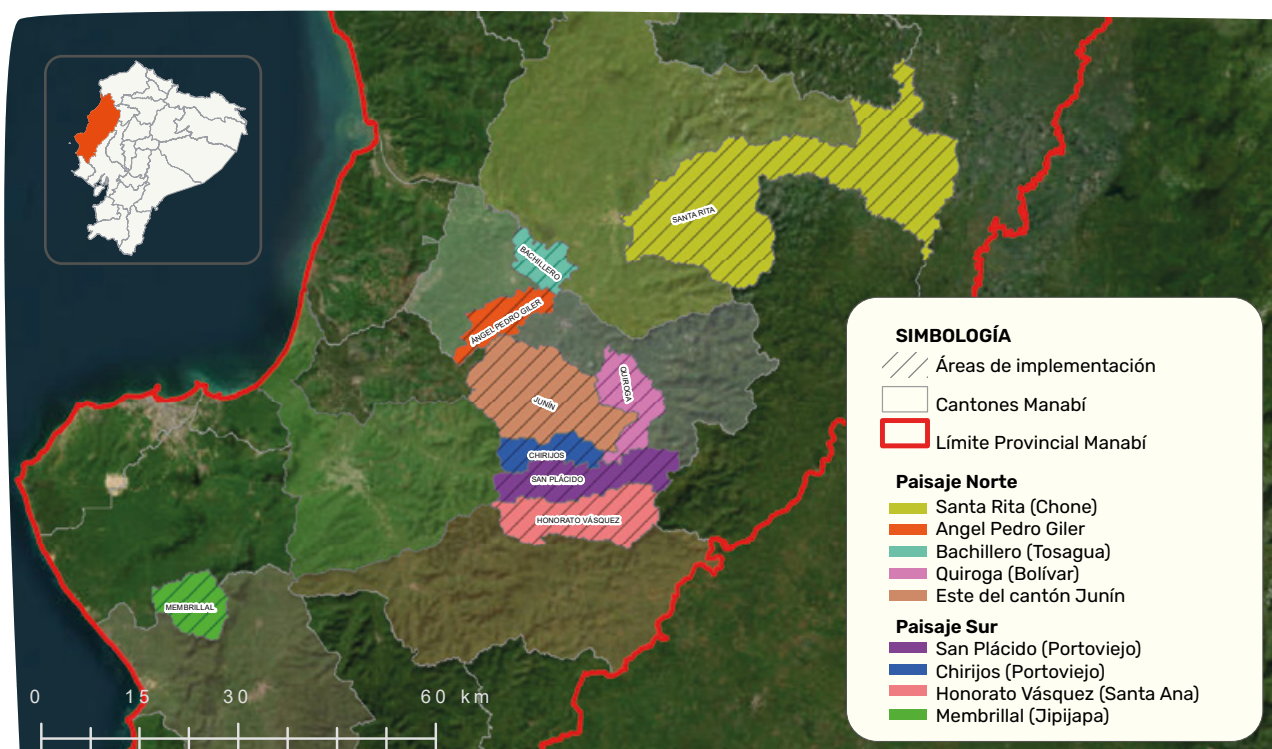 SANTA RITA
BACHILLERO
ÁNGEL PEDRO GILER
QUIROGA
JUNÍN
CHIRIJOS
SAN PLÁCIDO
HONORATO VÁSQUEZ
MEMBRILLAL
0 15 30 60 km
SIMBOLOGÍA
Áreas de implementación
Cantones Manabí
Límite Provincial Manabí
Paisaje Norte
Santa Rita (Chone)
Angel Pedro Giler
Bachillero (Tosagua)
Quiroga (Bolívar)
Este del cantón Junín
Paisaje Sur
San Plácido (Portoviejo)
Chirijos (Portoviejo)
Honorato Vásquez (Santa Ana)
Membrillal (Jipijapa)